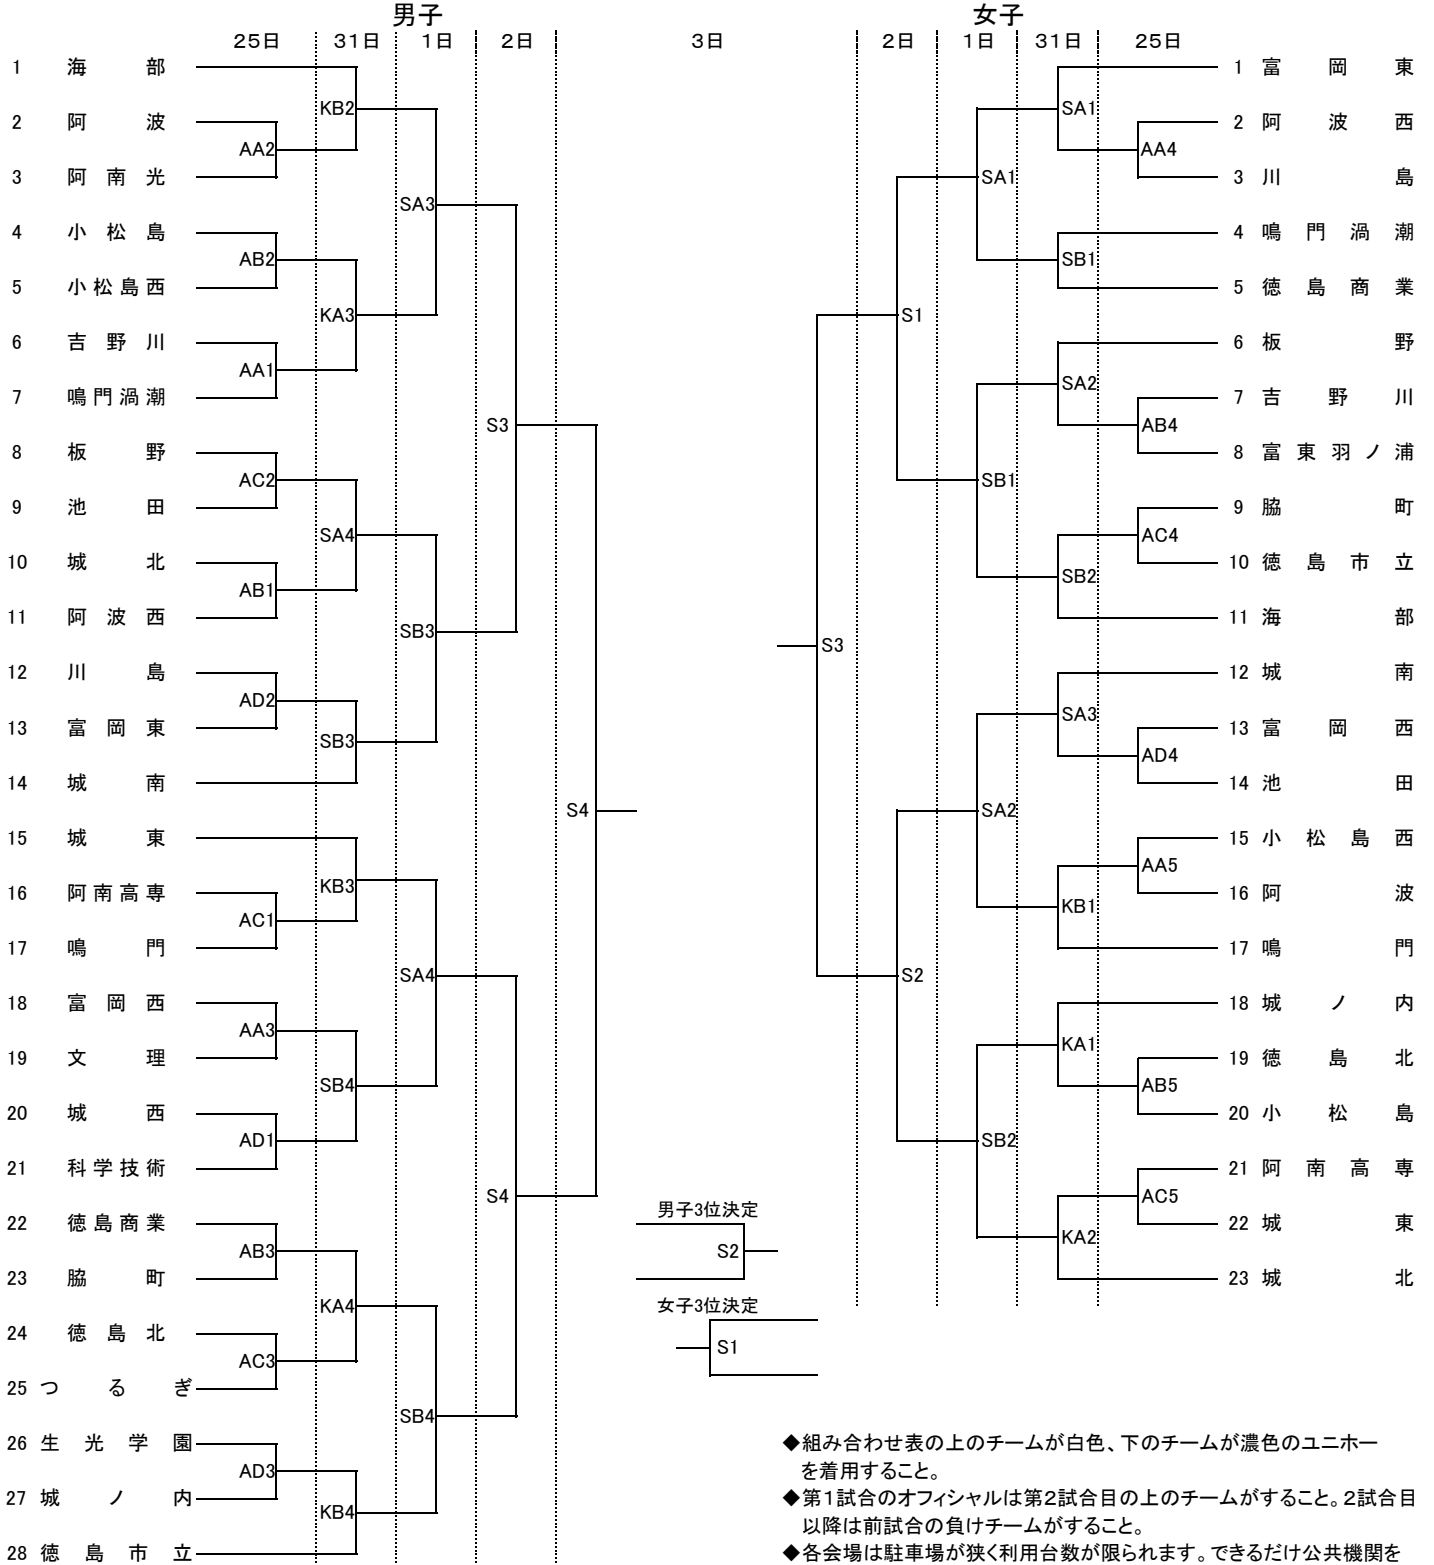 男子
25日 31日 1日 2日 3日
1 海部
2 阿波
3 阿南光
4 小松島
5 小松島西
6 吉野川
7 鳴門渦潮
8 板野
9 池田
10 城北
11 阿波西
12 川島
13 富岡東
14 城南
15 城東
16 阿南高専
17 鳴門
18 富岡西
19 文理
20 城西
21 科学技術
22 徳島商業
23 脇町
24 徳島北
25 つるぎ
26 生光学園
27 城ノ内
28 徳島市立
AA2
AB2
AA1
AC2
AB1
AD2
AC1
AA3
AD1
AB3
AC3
AD3
KB2
KA3
SA4
SB3
KB3
SB4
KA4
KB4
SA3
SB3
SA4
SB4
S3
S4
S4
女子
2日 1日 31日 25日
1 富岡東
2 阿波西
3 川島
4 鳴門渦潮
5 徳島商業
6 板野
7 吉野川
8 富東羽ノ浦
9 脇町
10 徳島市立
11 海部
12 城南
13 富岡西
14 池田
15 小松島西
16 阿波
17 鳴門
18 城ノ内
19 徳島北
20 小松島
21 阿南高専
22 城東
23 城北
AA4
AB4
AC4
AD4
AA5
AB5
AC5
SA1
SB1
SA2
SB2
SA3
KB1
KA1
KA2
SA1
SB1
SA2
SB2
S1
S2
S3
男子3位決定
S2
女子3位決定
S1
◆組み合わせ表の上のチームが白色、下のチームが濃色のユニホー
を着用すること。
◆第1試合のオフィシャルは第2試合目の上のチームがすること。2試合目
以降は前試合の負けチームがすること。
◆各会場は駐車場が狭く利用台数が限られます。できるだけ公共機関を